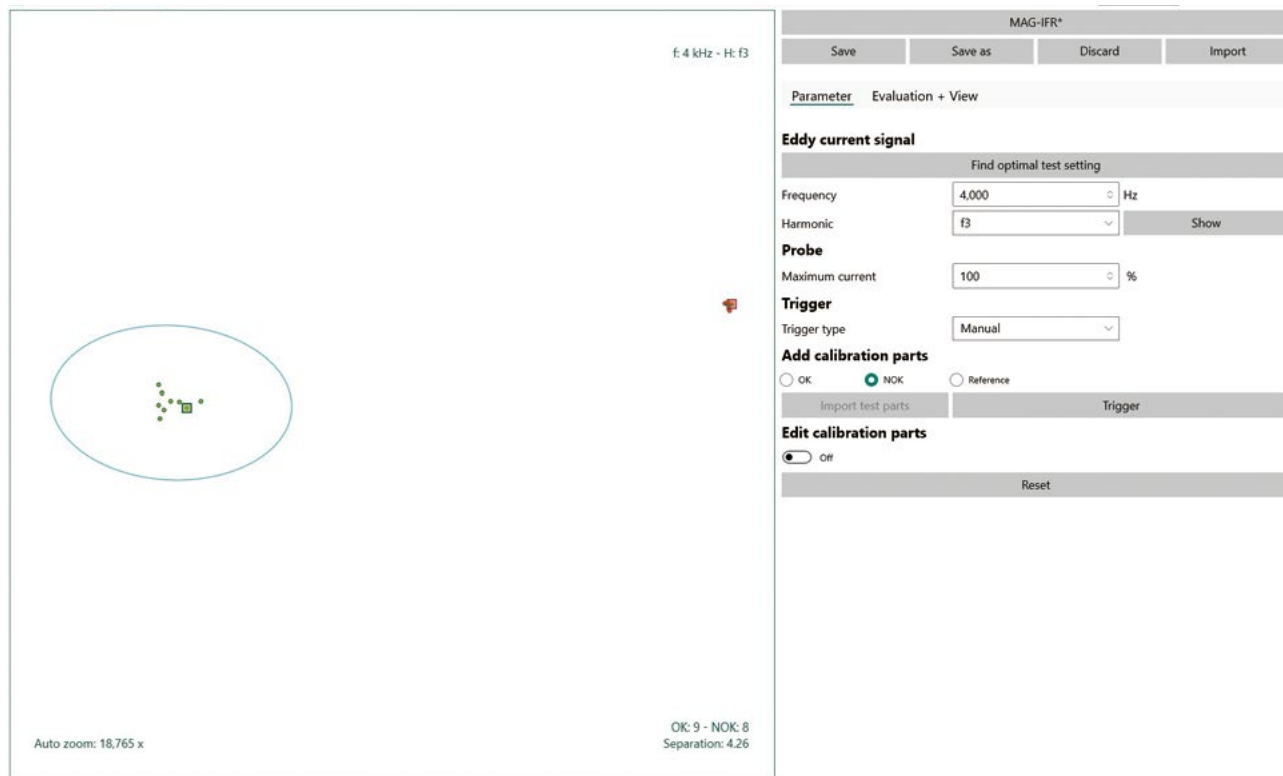 MAG-IFR*
Save
Save as
Discard
Import
f: 4 kHz - H: f3
Parameter
Evaluation + View
Eddy current signal
Find optimal test setting
Frequency
4,000
Hz
Harmonic
f3
Show
Probe
Maximum current
100
%
Trigger
Trigger type
Manual
Add calibration parts
OK
NOK
Reference
Import test parts
Trigger
Edit calibration parts
Off
Reset
OK: 9 - NOK: 8
Auto zoom: 18,765 x
Separation: 4.26